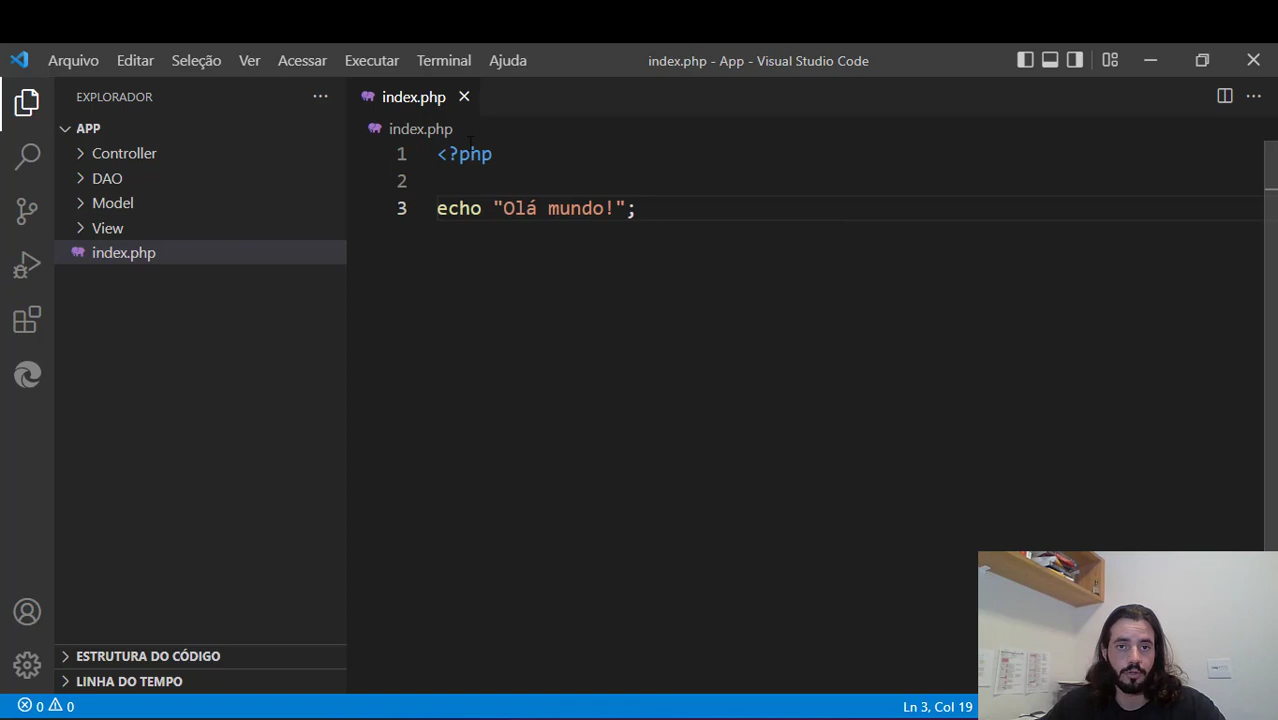 Arquivo Editar Seleção Ver Acessar Executar Terminal Ajuda index.php - App - Visual Studio Code
EXPLORADOR
APP
Controller
DAO
Model
View
index.php
ESTRUTURA DO CÓDIGO
LINHA DO TEMPO
index.php
index.php
1 <?php
2
3 echo "Olá mundo!";
0 0 Ln 3, Col 19